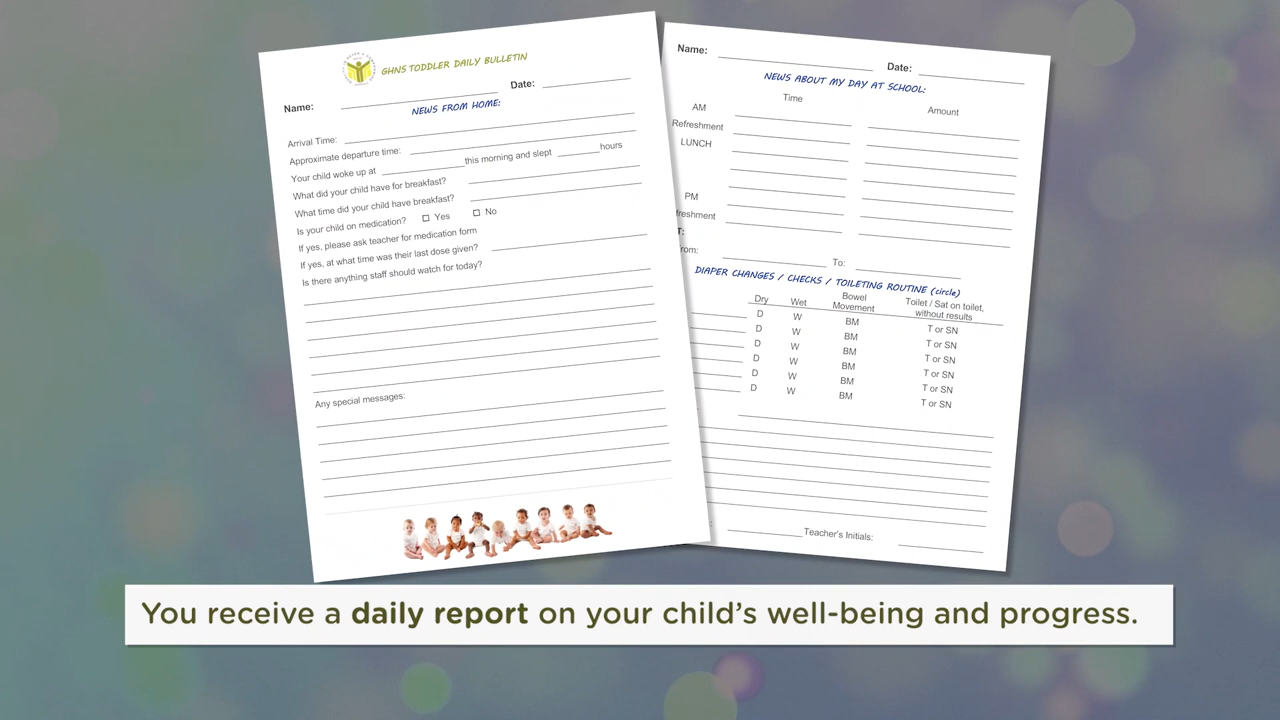 GHNS TODDLER DAILY BULLETIN
Name: Date:
NEWS FROM HOME:
Arrival Time:
Approximate departure time:
Your child woke up at this morning and slept hours
What did your child have for breakfast?
What time did your child have breakfast?
Is your child on medication? Yes No
If yes, please ask teacher for medication form
If yes, at what time was their last dose given?
Is there anything staff should watch for today?
Any special messages:
Name: Date:
NEWS ABOUT MY DAY AT SCHOOL:
Time Amount
AM
Refreshment
LUNCH
PM
freshment
T:
rom: To:
DIAPER CHANGES / CHECKS / TOILETING ROUTINE (circle)
Dry Wet Bowel Movement Toilet / Sat on toilet, without results
D W BM T or SN
D W BM T or SN
D W BM T or SN
D W BM T or SN
D W BM T or SN
D W BM T or SN
Teacher's Initials:
You receive a daily report on your child's well-being and progress.